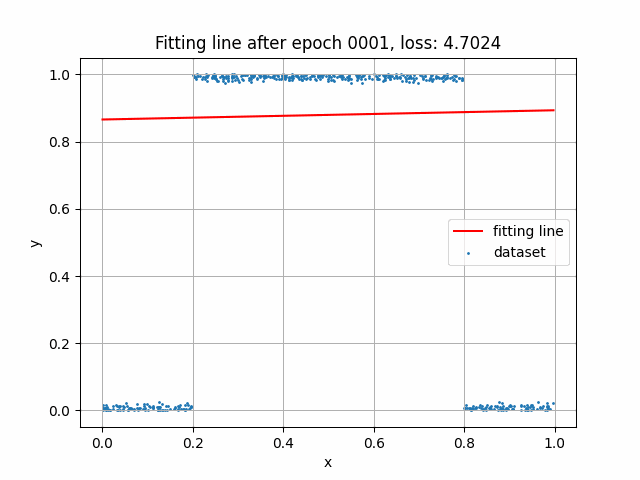 Fitting line after epoch 0001, loss: 4.7024
1.0
0.8
0.6
0.4
0.2
0.0
y
fitting line
dataset
0.0 0.2 0.4 0.6 0.8 1.0
x